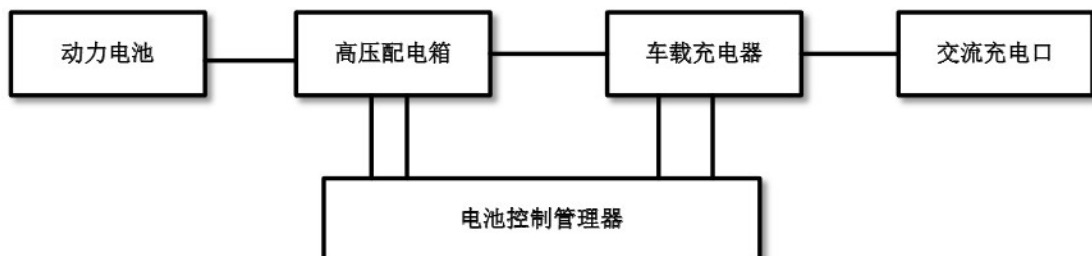 动力电池
高压配电箱
车载充电器
交流充电口
电池控制管理器